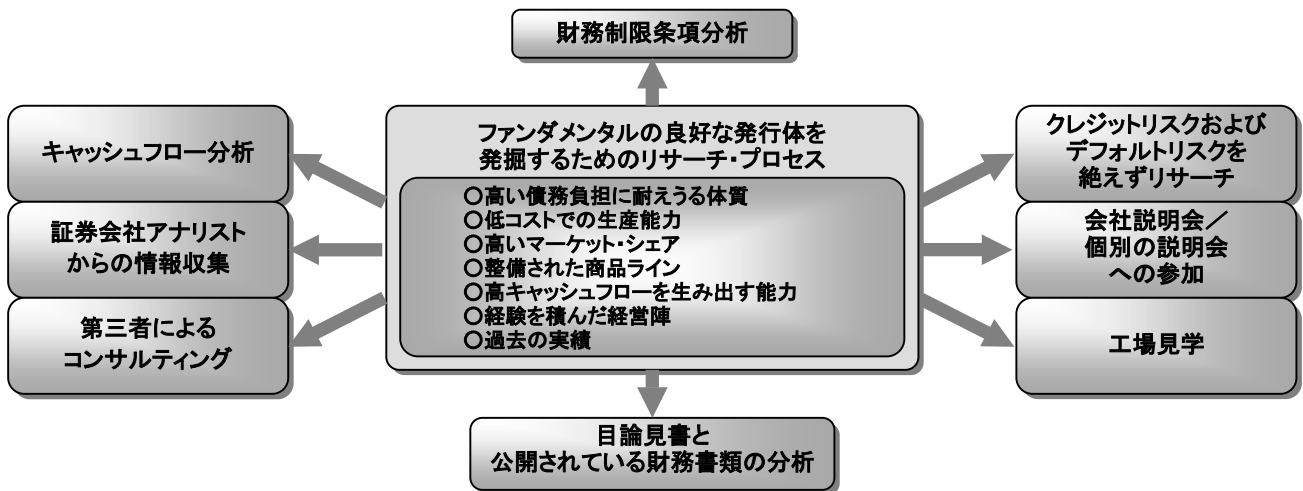 財務制限条項分析
キャッシュフロー分析
証券会社アナリスト
からの情報収集
第三者による
コンサルティング
ファンダメンタルの良好な発行体を
発掘するためのリサーチ・プロセス
○高い債務負担に耐えうる体質
○低コストでの生産能力
○高いマーケット・シェア
○整備された商品ライン
○高キャッシュフローを生み出す能力
○経験を積んだ経営陣
○過去の実績
クレジットリスクおよび
デフォルトリスクを
絶えずリサーチ
会社説明会/
個別の説明会
への参加
工場見学
目論見書と
公開されている財務書類の分析